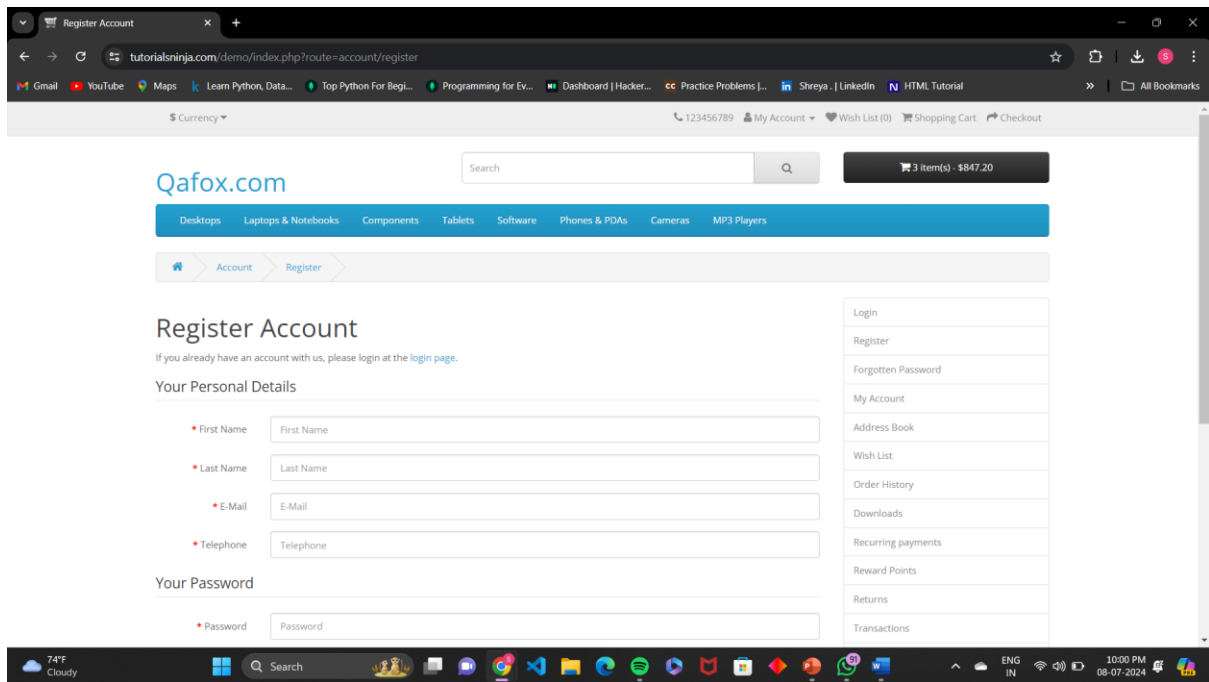 Register Account
tutorialsninja.com/demo/index.php?route=account/register
S
Gmail YouTube Maps Learn Python, Data... Top Python For Begi... Programming for Ev... Dashboard | Hacker... CC Practice Problems |... in Shreya . | LinkedIn N HTML Tutorial » All Bookmarks
$ Currency 123456789 My Account Wish List (0) Shopping Cart Checkout
Qafox.com Search 3 item(s) - $847.20
Desktops Laptops & Notebooks Components Tablets Software Phones & PDAs Cameras MP3 Players
Account Register
Register Account
If you already have an account with us, please login at the login page.
Your Personal Details
* First Name First Name
* Last Name Last Name
* E-Mail E-Mail
* Telephone Telephone
Your Password
* Password Password
Login
Register
Forgotten Password
My Account
Address Book
Wish List
Order History
Downloads
Recurring payments
Reward Points
Returns
Transactions
74°F
Cloudy
Search
91
ENG
IN
10:00 PM
08-07-2024